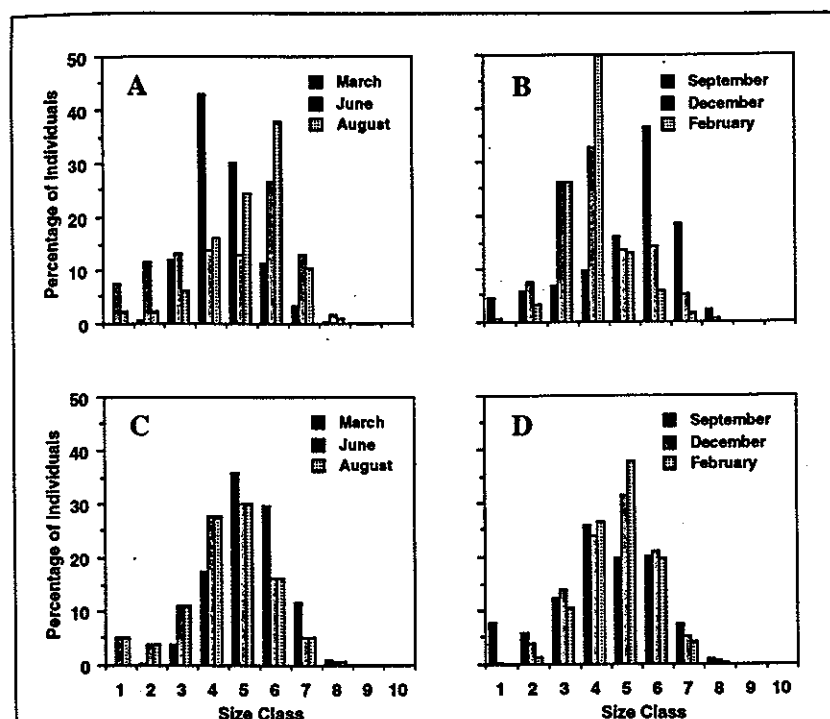 A
March
June
August
50
40
30
20
10
0
Percentage of Individuals
B
September
December
February
C
March
June
August
50
40
30
20
10
0
Percentage of Individuals
1 2 3 4 5 6 7 8 9 10
Size Class
D
September
December
February
1 2 3 4 5 6 7 8 9 10
Size Class